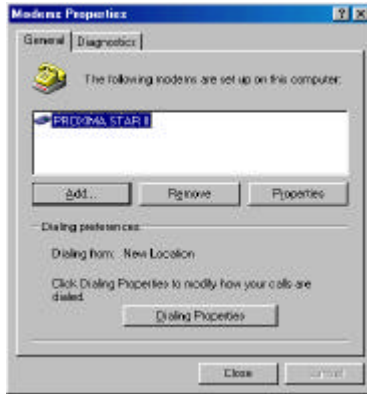 Modems Properties
General
Diagnostics
The following modems are set up on this computer:
PROXIMA STAR II
Add...
Remove
Properties
Dialing preferences
Dialing from: New Location
Click Dialing Properties to modify how your calls are
dialed.
Dialing Properties
Close
Cancel